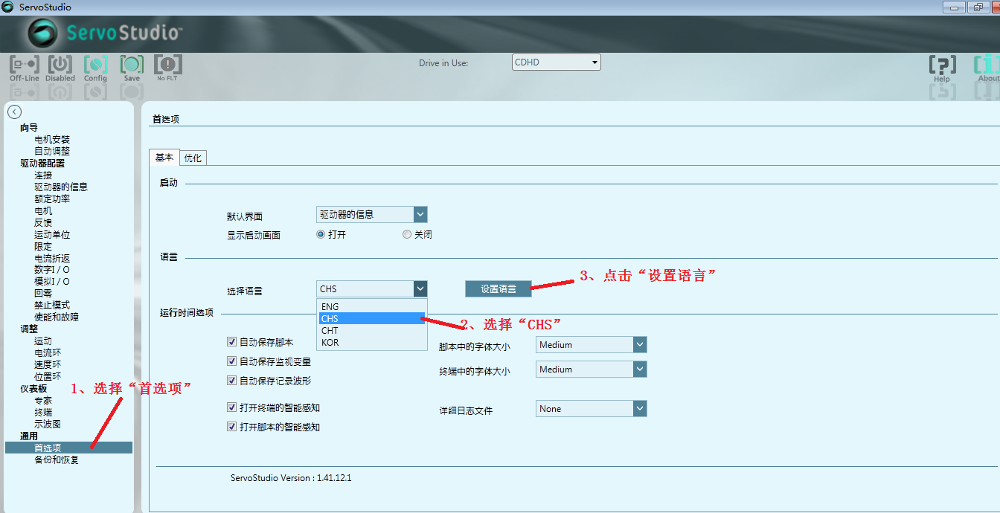 ServoStudio
ServoStudio™
Off-Line Disabled Config Save No FLT
Drive in Use: CDHD
Help About
向导
电机安装
自动调整
驱动器配置
连接
驱动器的信息
额定功率
电机
反馈
运动单位
限定
电流折返
数字I / O
模拟I / O
回零
禁止模式
使能和故障
调整
运动
电流环
速度环
位置环
仪表板
专家
终端
示波图
通用
首选项
备份和恢复
1、选择“首选项”
首选项
基本 优化
启动
默认界面 驱动器的信息
显示启动画面 打开 关闭
语言
选择语言 CHS 设置语言
3、点击“设置语言”
ENG
CHS
CHT
KOR
2、选择“CHS”
运行时间选项
自动保存脚本 脚本中的字体大小 Medium
自动保存监视变量 终端中的字体大小 Medium
自动保存记录波形
打开终端的智能感知 详细日志文件 None
打开脚本的智能感知
ServoStudio Version : 1.41.12.1